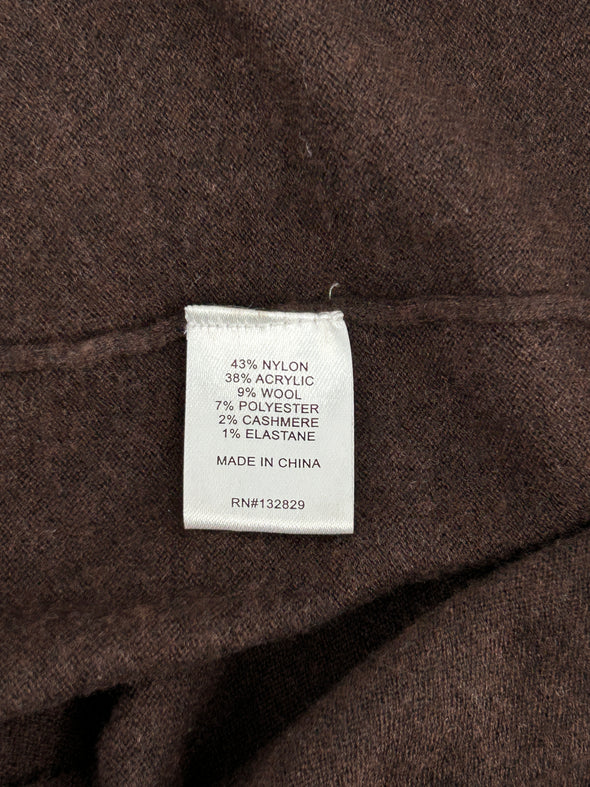 43% NYLON
38% ACRYLIC
9% WOOL
7% POLYESTER
2% CASHMERE
1% ELASTANE
MADE IN CHINA
RN#132829